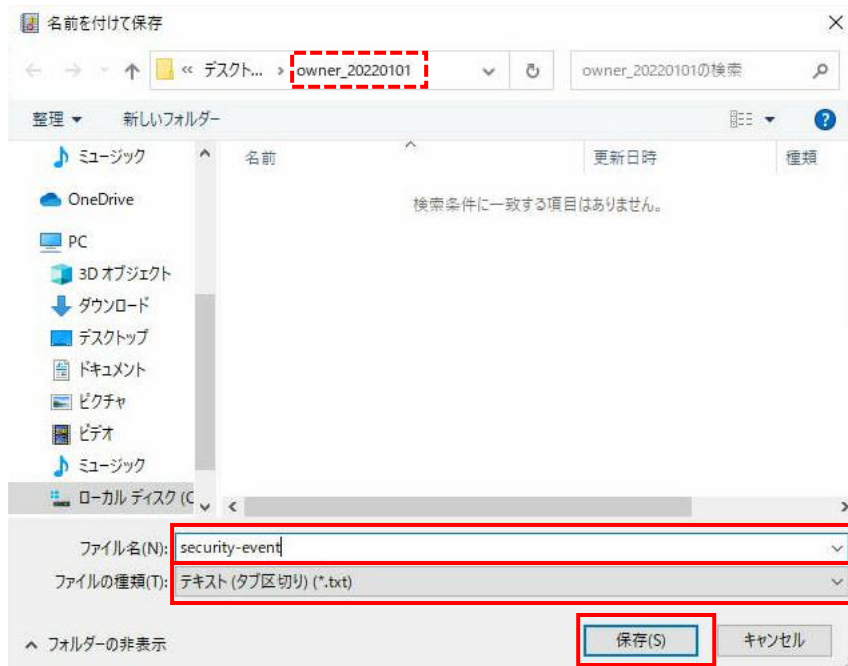 名前を付けて保存
« デスクト... › owner_20220101
owner_20220101の検索
整理
新しいフォルダー
名前
更新日時
種類
検索条件に一致する項目はありません。
ミュージック
OneDrive
PC
3D オブジェクト
ダウンロード
デスクトップ
ドキュメント
ピクチャ
ビデオ
ミュージック
ローカル ディスク (C
ファイル名(N): security-event
ファイルの種類(T): テキスト (タブ区切り) (*.txt)
フォルダーの非表示
保存(S)
キャンセル